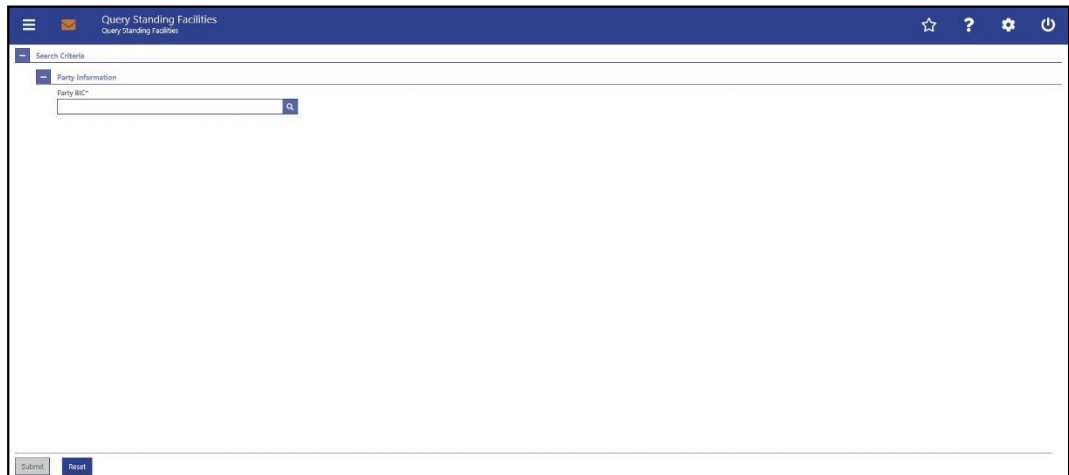 Query Standing Facilities
Query Standing Facilities
Search Criteria
Party Information
Party BIC*
Submit Reset